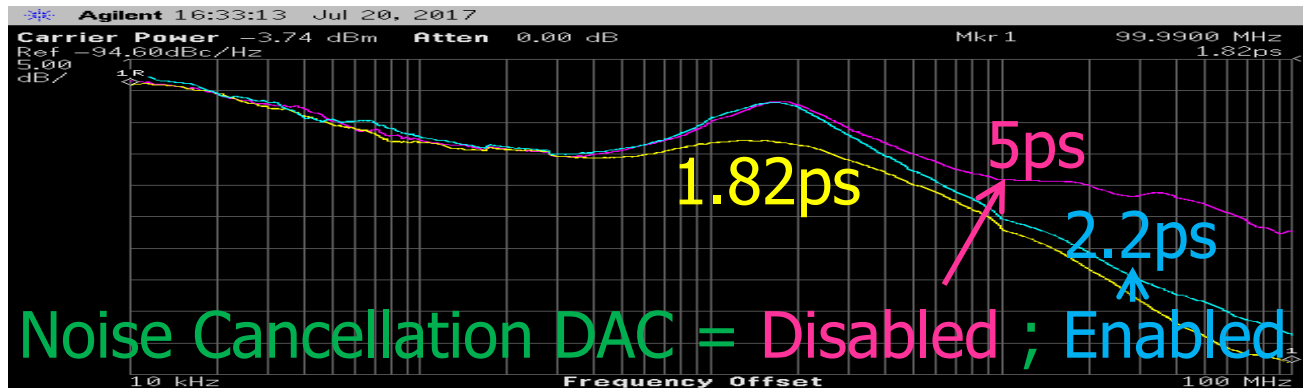 Agilent 16:33:13 Jul 20, 2017
Carrier Power -3.74 dBm Atten 0.00 dB Mkr1 99.9900 MHz
Ref -94.60dBc/Hz 1.82ps
5.00
dB/
1 R
5ps
1.82ps
2.2ps
Noise Cancellation DAC = Disabled ; Enabled
1
10 kHz Frequency Offset 100 MHz